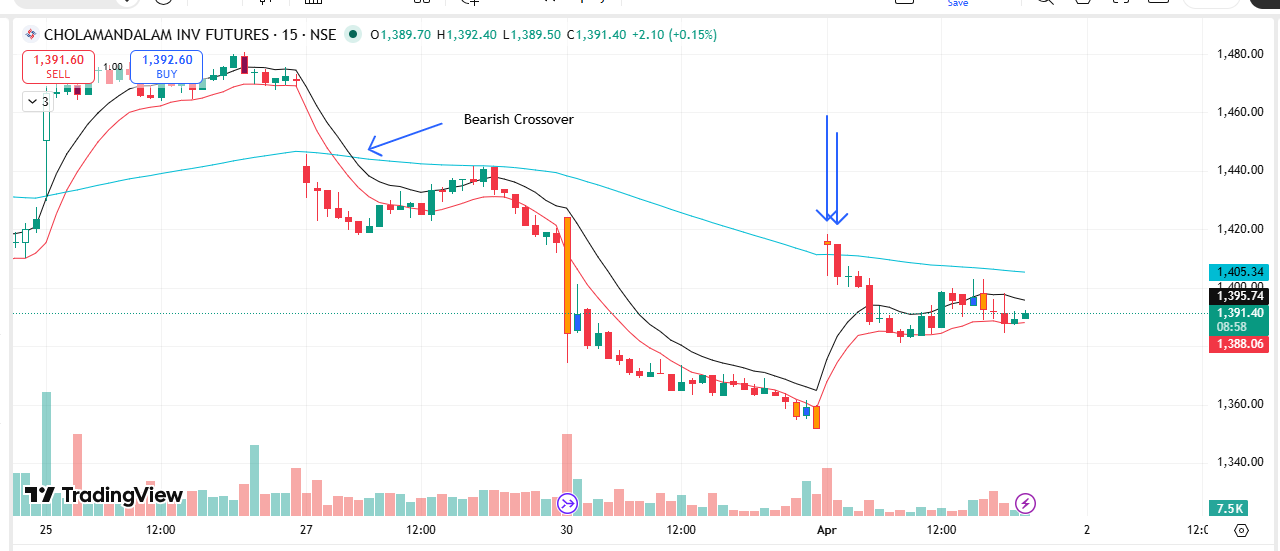 Save
CHOLAMANDALAM INV FUTURES · 15 · NSE O1,389.70 H1,392.40 L1,389.50 C1,391.40 +2.10 (+0.15%)
1,391.60 SELL
1.00
1,392.60 BUY
3
Bearish Crossover
1,480.00
1,460.00
1,440.00
1,420.00
1,405.34
1,400.00
1,395.74
1,391.40
08:58
1,388.06
1,360.00
1,340.00
7.5K
TradingView
25 12:00 27 12:00 30 12:00 Apr 12:00 2